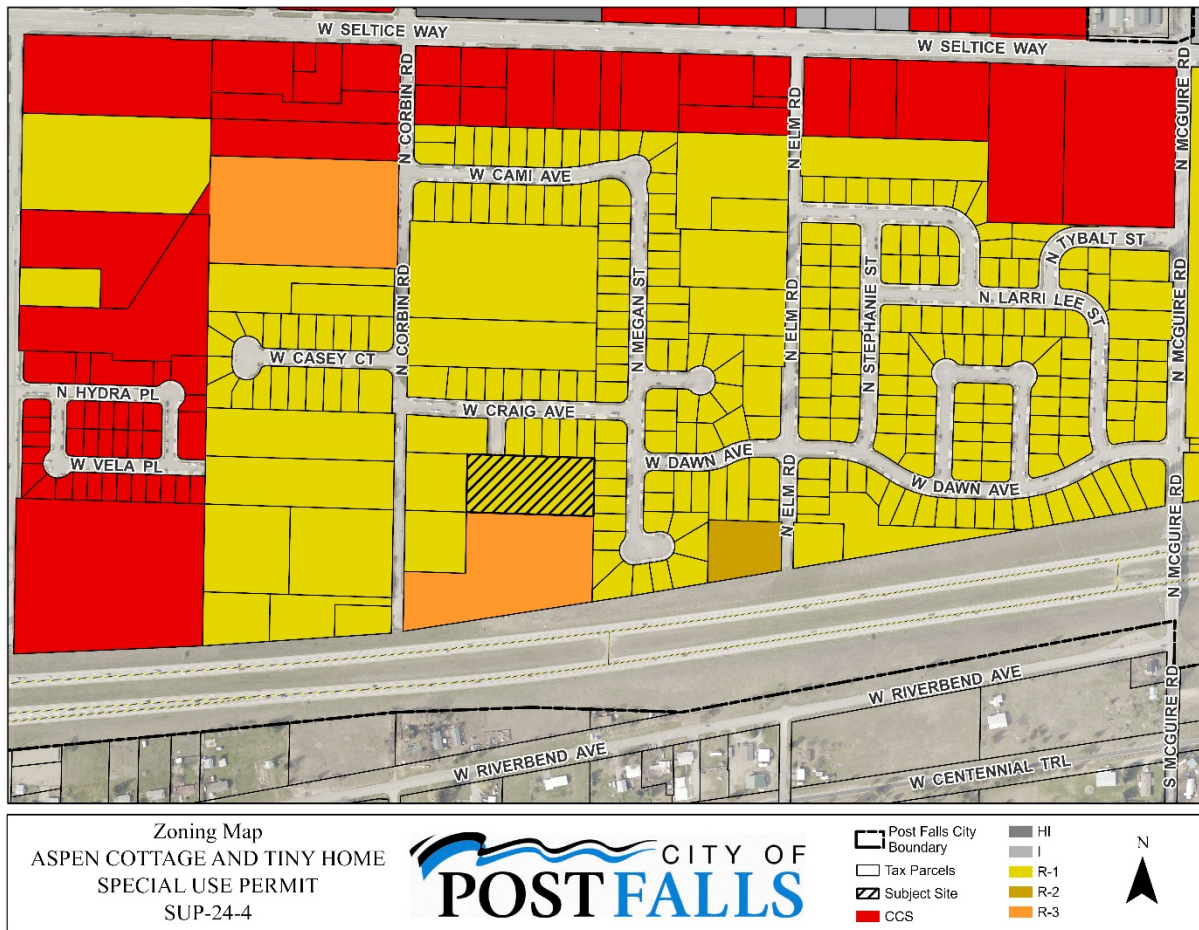 W SELTICE WAY
W SELTICE WAY
N CORBIN RD
N ELM RD
N MCGUIRE RD
W CAMI AVE
N MEGAN ST
N CORBIN RD
N ELM RD
N STEPHANIE ST
N TYBALT ST
N LARRI LEE ST
N MCGUIRE RD
W CASEY CT
N HYDRA PL
W CRAIG AVE
W VELA PL
W DAWN AVE
W DAWN AVE
N ELM RD
N MCGUIRE RD
W RIVERBEND AVE
W RIVERBEND AVE
W CENTENNIAL TRL
S MCGUIRE RD
Zoning Map
ASPEN COTTAGE AND TINY HOME
SPECIAL USE PERMIT
SUP-24-4
CITY OF
POST FALLS
Post Falls City
Boundary
Tax Parcels
Subject Site
CCS
HI
I
R-1
R-2
R-3
N